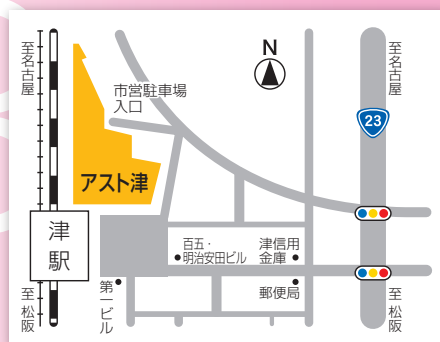 至名古屋
市営駐車場
入口
N
至名古屋
23
アスト津
津駅
百五・
明治安田ビル
津信用
金庫
第一ビル
郵便局
至松阪
至松阪